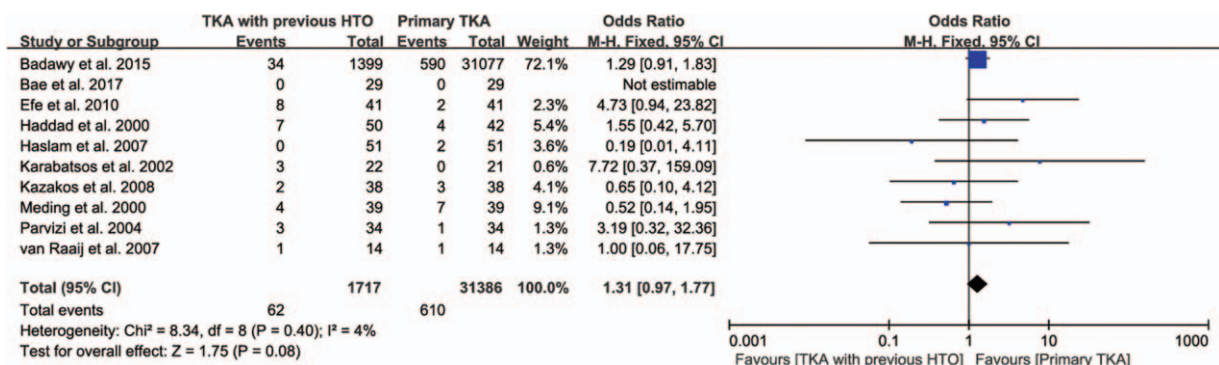 TKA with previous HTO Primary TKA Odds Ratio Odds Ratio
Study or Subgroup Events Total Events Total Weight M-H, Fixed, 95% CI M-H, Fixed, 95% CI
Badawy et al. 2015 34 1399 590 31077 72.1% 1.29 [0.91, 1.83]
Bae et al. 2017 0 29 0 29 Not estimable
Efe et al. 2010 8 41 2 41 2.3% 4.73 [0.94, 23.82]
Haddad et al. 2000 7 50 4 42 5.4% 1.55 [0.42, 5.70]
Haslam et al. 2007 0 51 2 51 3.6% 0.19 [0.01, 4.11]
Karabatsos et al. 2002 3 22 0 21 0.6% 7.72 [0.37, 159.09]
Kazakos et al. 2008 2 38 3 38 4.1% 0.65 [0.10, 4.12]
Meding et al. 2000 4 39 7 39 9.1% 0.52 [0.14, 1.95]
Parvizi et al. 2004 3 34 1 34 1.3% 3.19 [0.32, 32.36]
van Raaij et al. 2007 1 14 1 14 1.3% 1.00 [0.06, 17.75]
Total (95% CI) 1717 31386 100.0% 1.31 [0.97, 1.77]
Total events 62 610
Heterogeneity: Chi² = 8.34, df = 8 (P = 0.40); I² = 4%
Test for overall effect: Z = 1.75 (P = 0.08)
0.001 0.1 1 10 1000
Favours [TKA with previous HTO] Favours [Primary TKA]